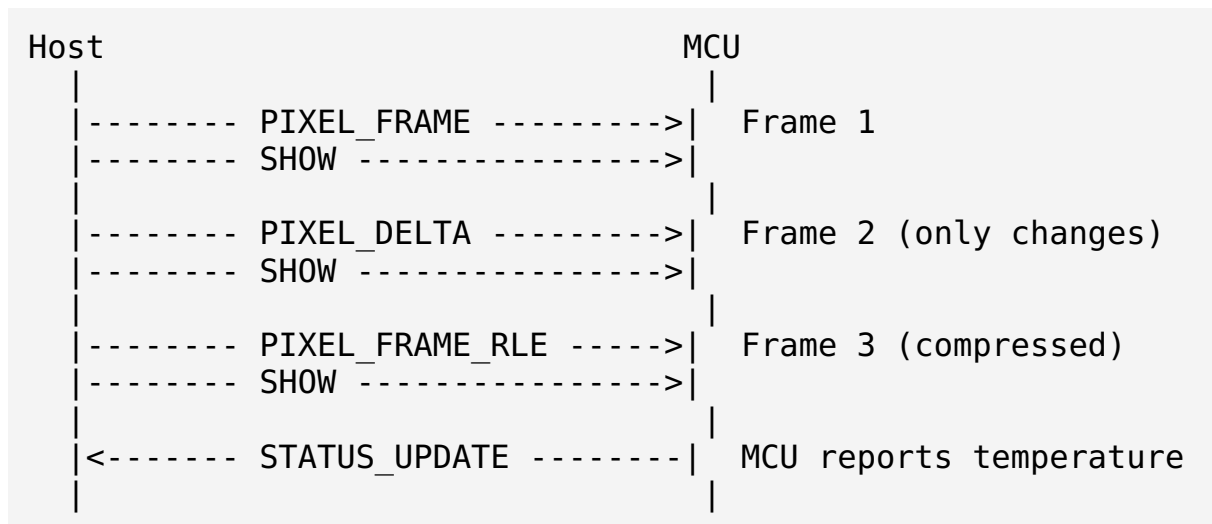 Host                                  MCU
  |                                     |
  |-------- PIXEL_FRAME --------->|  Frame 1
  |-------- SHOW ---------------->|
  |                                     |
  |-------- PIXEL_DELTA --------->|  Frame 2 (only changes)
  |-------- SHOW ---------------->|
  |                                     |
  |-------- PIXEL_FRAME_RLE ----->|  Frame 3 (compressed)
  |-------- SHOW ---------------->|
  |                                     |
  |<------- STATUS_UPDATE --------|  MCU reports temperature
  |                                     |